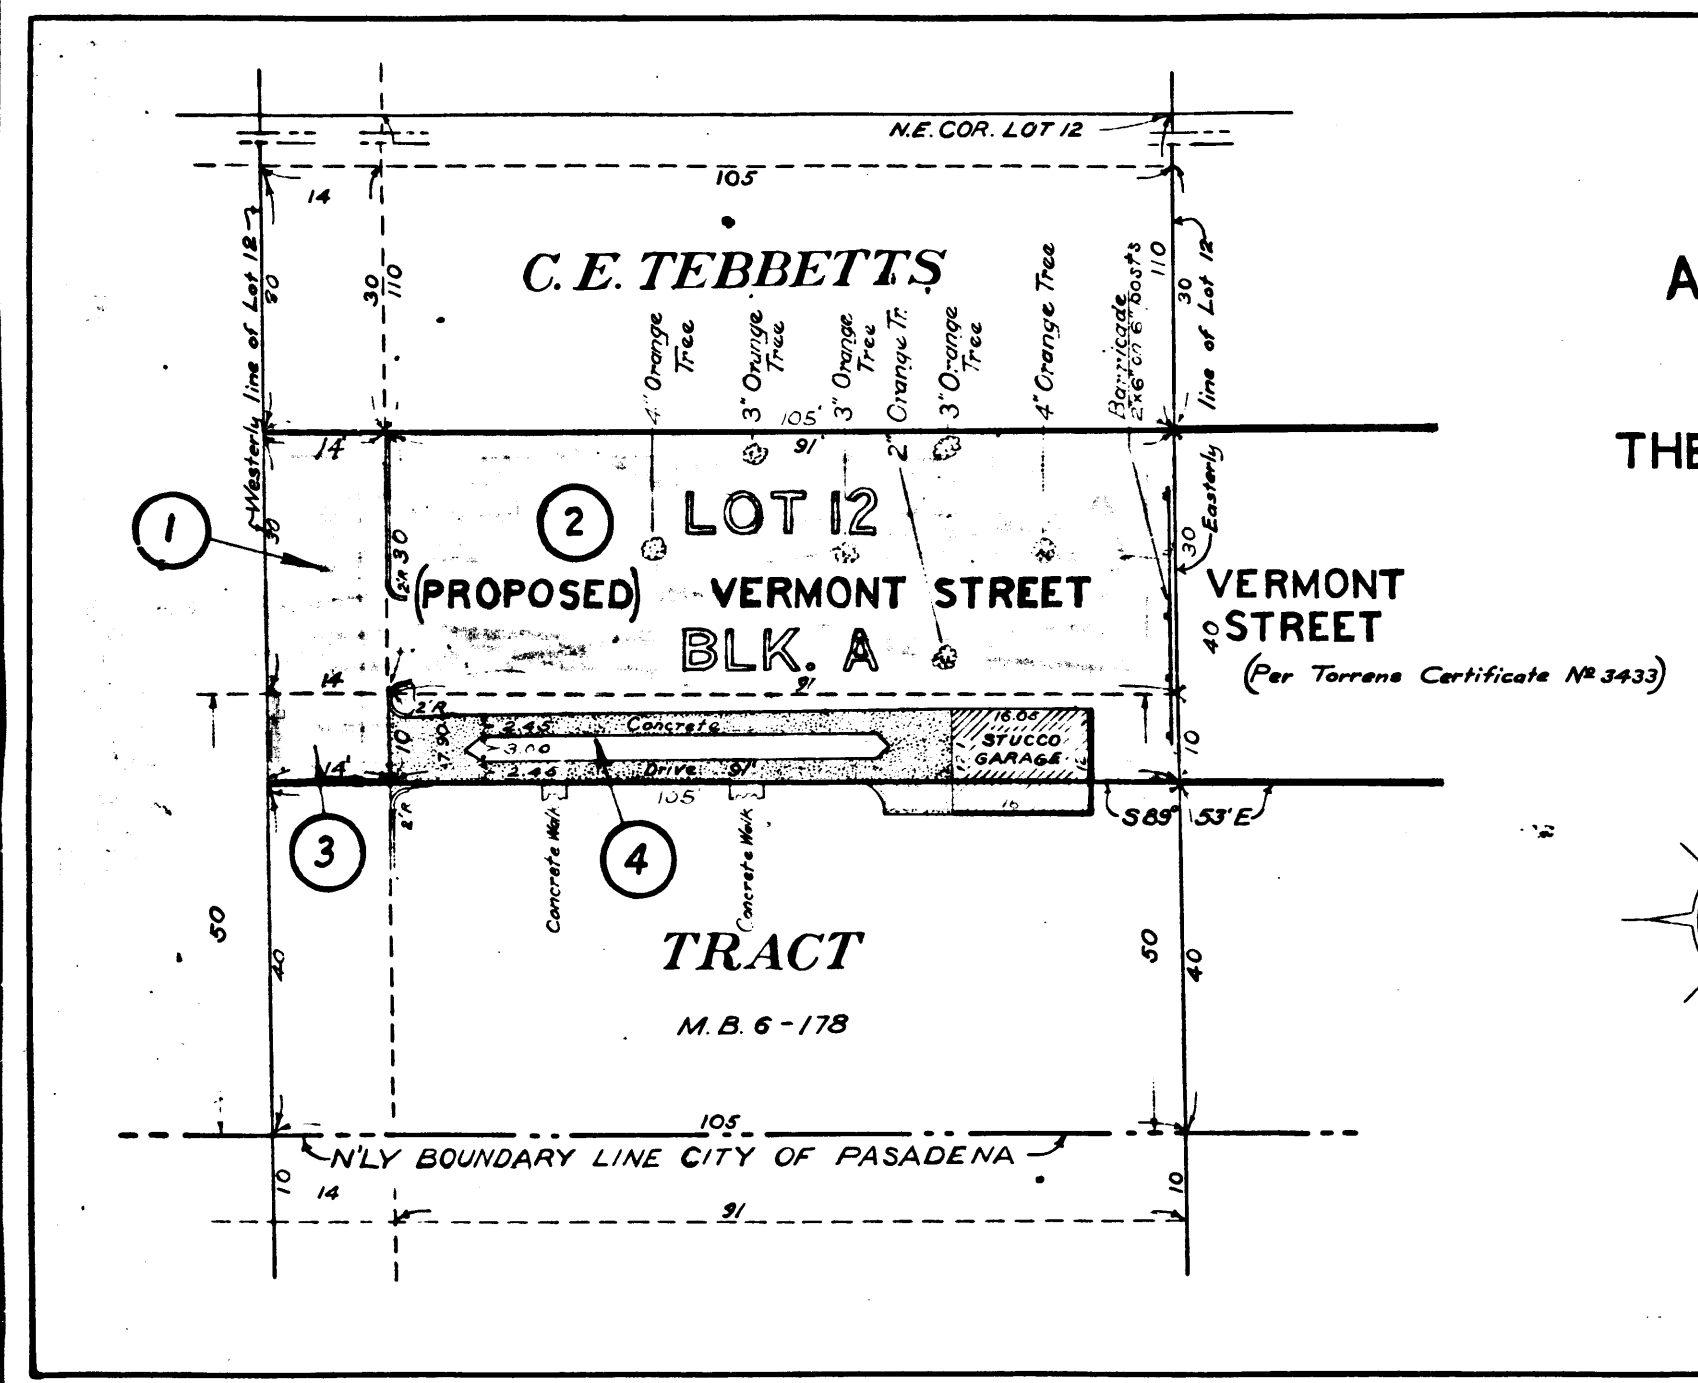 N.E. COR. LOT 12
105
14
C. E. TEBBETTS
Westerly line of Lot 12
80
30
110
4" Orange
Tree
3" Orange
Tree
3" Orange
Tree
2" Orange Tr.
3" Orange
Tree
4" Orange Tree
Barricade
2"x6" on 6" posts
110
30
Easterly line of Lot 12
A
THE
14'
105'
91'
1
2
LOT 12
30
2'R
30
30
(PROPOSED) VERMONT STREET
BLK. A
VERMONT
STREET
40
(Per Torrens Certificate Nº 3433)
14
91
2'R
10
7.90
2.45
Concrete
3.00
2.45
Drive
91'
16.05
STUCCO
GARAGE
16
10
14'
105'
2'R
S 89° 53' E
3
4
Concrete Walk
Concrete Walk
50
40
TRACT
M. B. 6 - 178
50
40
105
N'LY BOUNDARY LINE CITY OF PASADENA
10
14
91
10